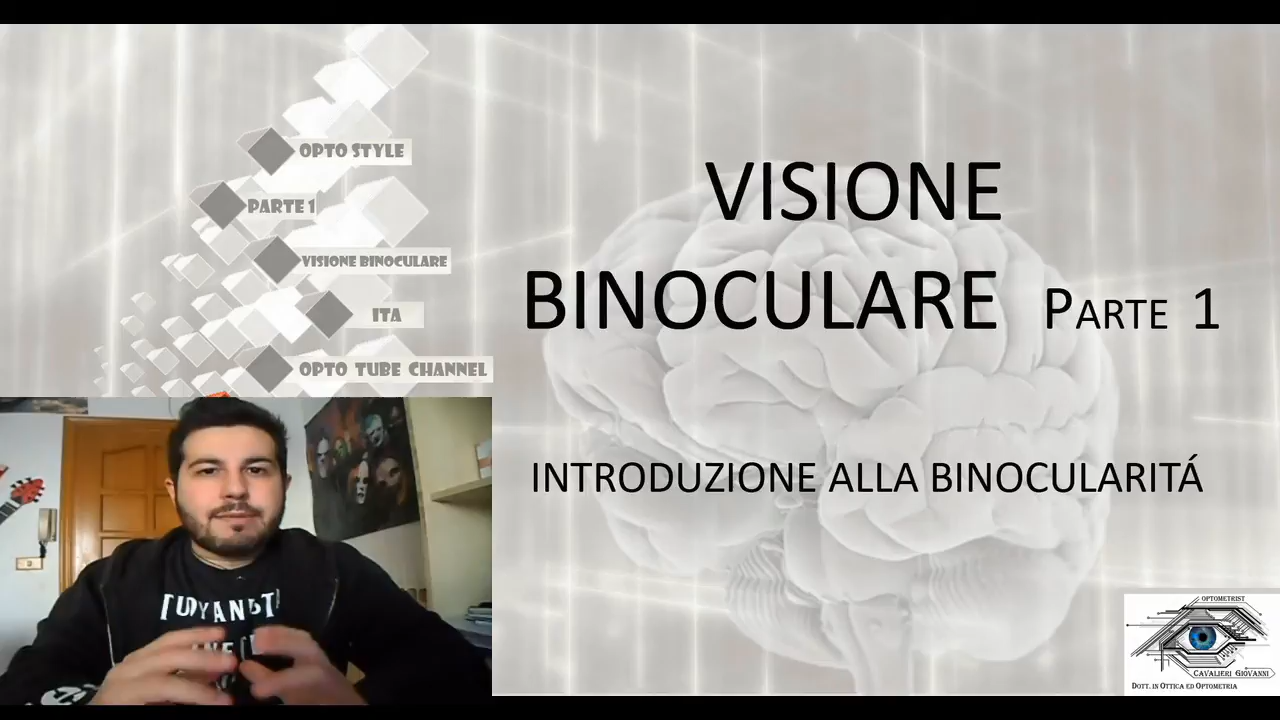 OPTO STYLE
PARTE 1
VISIONE BINOCULARE
ITA
OPTO TUBE CHANNEL
VISIONE
BINOCULARE PARTE 1
INTRODUZIONE ALLA BINOCULARITÁ
OPTOMETRIST
CAVALIERI GIOVANNI
DOTT. IN OTTICA ED OPTOMETRIA